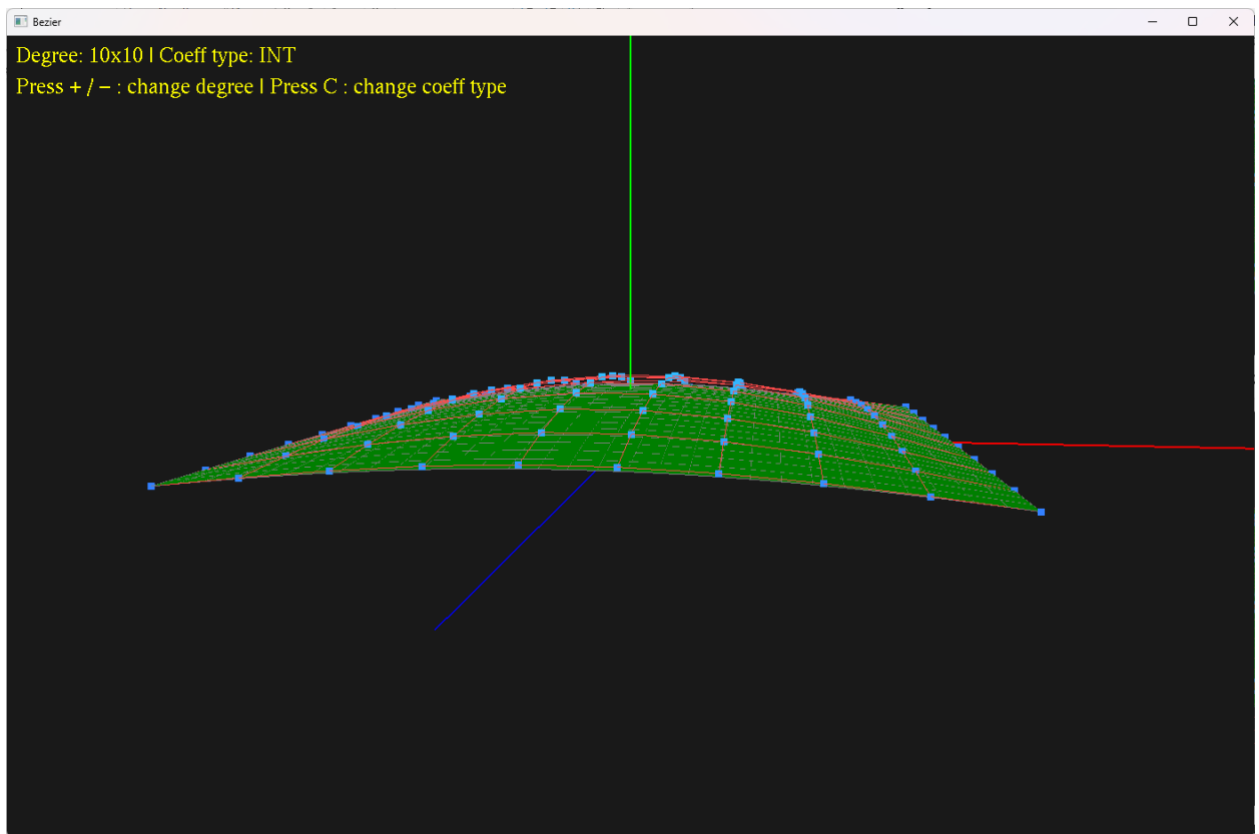 Bezier
Degree: 10x10 | Coeff type: INT
Press + / − : change degree | Press C : change coeff type